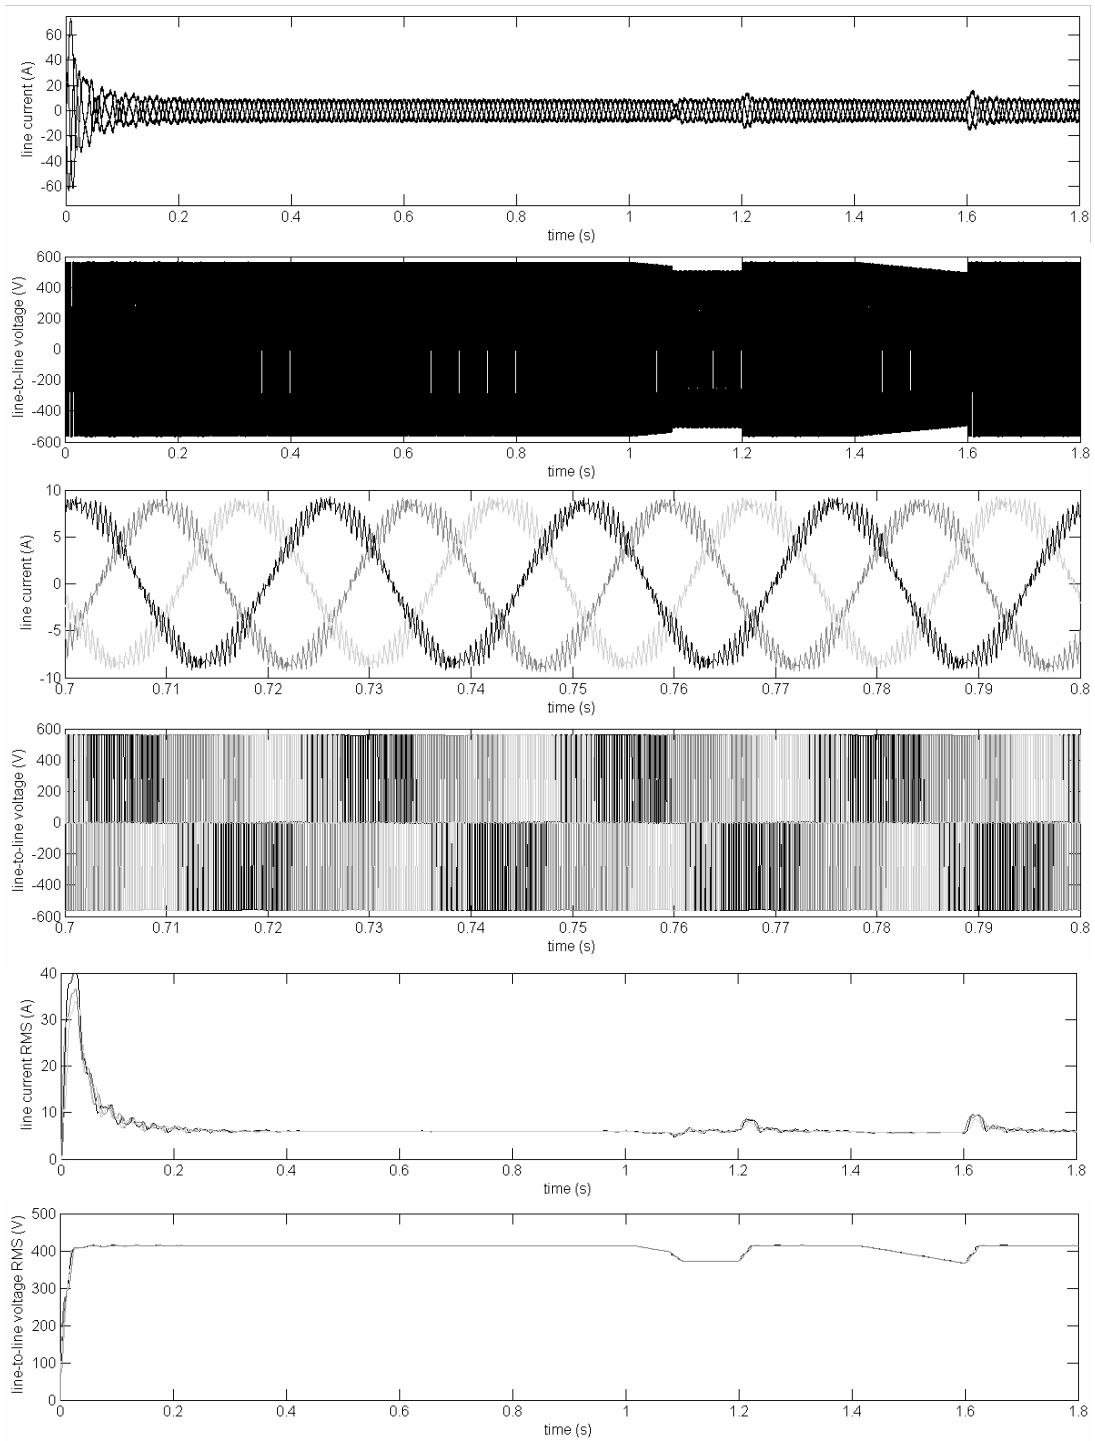 line current (A)
60
40
20
0
-20
-40
-60
0 0.2 0.4 0.6 0.8 1 1.2 1.4 1.6 1.8
time (s)
line-to-line voltage (V)
600
400
200
0
-200
-400
-600
0 0.2 0.4 0.6 0.8 1 1.2 1.4 1.6 1.8
time (s)
line current (A)
10
5
0
-5
-10
0.7 0.71 0.72 0.73 0.74 0.75 0.76 0.77 0.78 0.79 0.8
time (s)
line-to-line voltage (V)
600
400
200
0
-200
-400
-600
0.7 0.71 0.72 0.73 0.74 0.75 0.76 0.77 0.78 0.79 0.8
time (s)
line current RMS (A)
40
30
20
10
0
0 0.2 0.4 0.6 0.8 1 1.2 1.4 1.6 1.8
time (s)
line-to-line voltage RMS (V)
500
400
300
200
100
0
0 0.2 0.4 0.6 0.8 1 1.2 1.4 1.6 1.8
time (s)